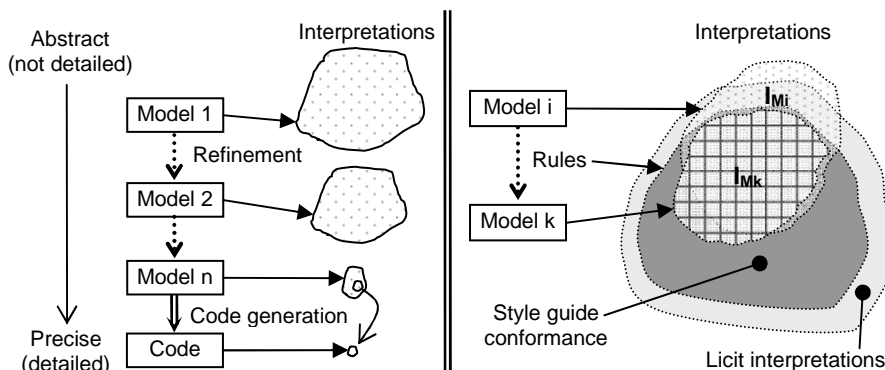 Abstract
(not detailed)
Precise
(detailed)
Interpretations
Model 1
Refinement
Model 2
Model n
Code generation
Code
Interpretations
Model i
I_Mi
Rules
I_Mk
Model k
Style guide
conformance
Licit interpretations